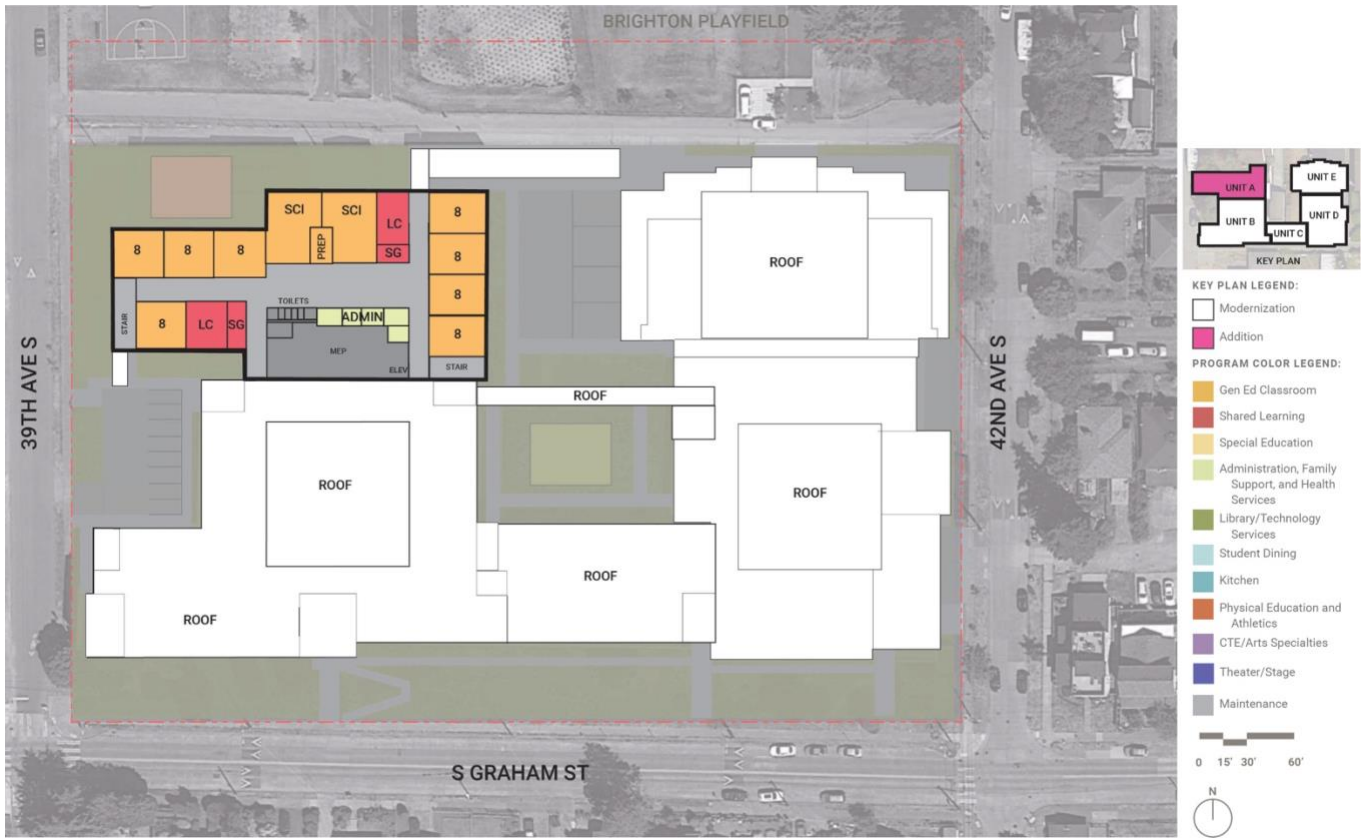 BRIGHTON PLAYFIELD
SCI
SCI
LC
8
PREP
SG
8
8
8
8
8
TOILETS
ADMIN
STAIR
8
LC
SG
8
MEP
ELEV
STAIR
39TH AVE S
42ND AVE S
ROOF
ROOF
ROOF
ROOF
ROOF
ROOF
S GRAHAM ST
UNIT A
UNIT E
UNIT B
UNIT D
UNIT C
KEY PLAN
KEY PLAN LEGEND:
Modernization
Addition
PROGRAM COLOR LEGEND:
Gen Ed Classroom
Shared Learning
Special Education
Administration, Family
Support, and Health
Services
Library/Technology
Services
Student Dining
Kitchen
Physical Education and
Athletics
CTE/Arts Specialties
Theater/Stage
Maintenance
0 15' 30' 60'
N